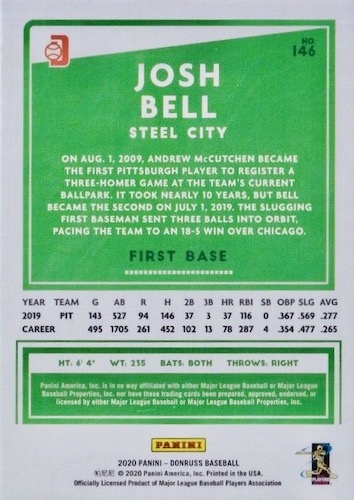 D
NO.
146
JOSH
BELL
STEEL CITY
ON AUG. 1, 2009, ANDREW McCUTCHEN BECAME
THE FIRST PITTSBURGH PLAYER TO REGISTER A
THREE-HOMER GAME AT THE TEAM'S CURRENT
BALLPARK. IT TOOK NEARLY 10 YEARS, BUT BELL
BECAME THE SECOND ON JULY 1, 2019. THE SLUGGING
FIRST BASEMAN SENT THREE BALLS INTO ORBIT,
PACING THE TEAM TO AN 18-5 WIN OVER CHICAGO.
FIRST BASE
YEAR TEAM G AB R H 2B 3B HR RBI SB OBP SLG AVG
2019 PIT 143 527 94 146 37 3 37 116 0 .367 .569 .277
CAREER 495 1705 261 452 102 13 78 287 4 .354 .477 .265
HT: 6' 4" WT: 235 BATS: BOTH THROWS: RIGHT
Panini America, Inc. is in no way affiliated with either Major League Baseball or Major League
Baseball Properties, Inc. nor have these trading cards been prepared, approved, endorsed, or
licensed by either Major League Baseball or Major League Baseball Properties, Inc.
PANINI
2020 PANINI – DONRUSS BASEBALL
帕尼尼 © 2020 Panini America, Inc. Printed in the USA.
Officially Licensed Product of Major League Baseball Players Association
PLAYERS